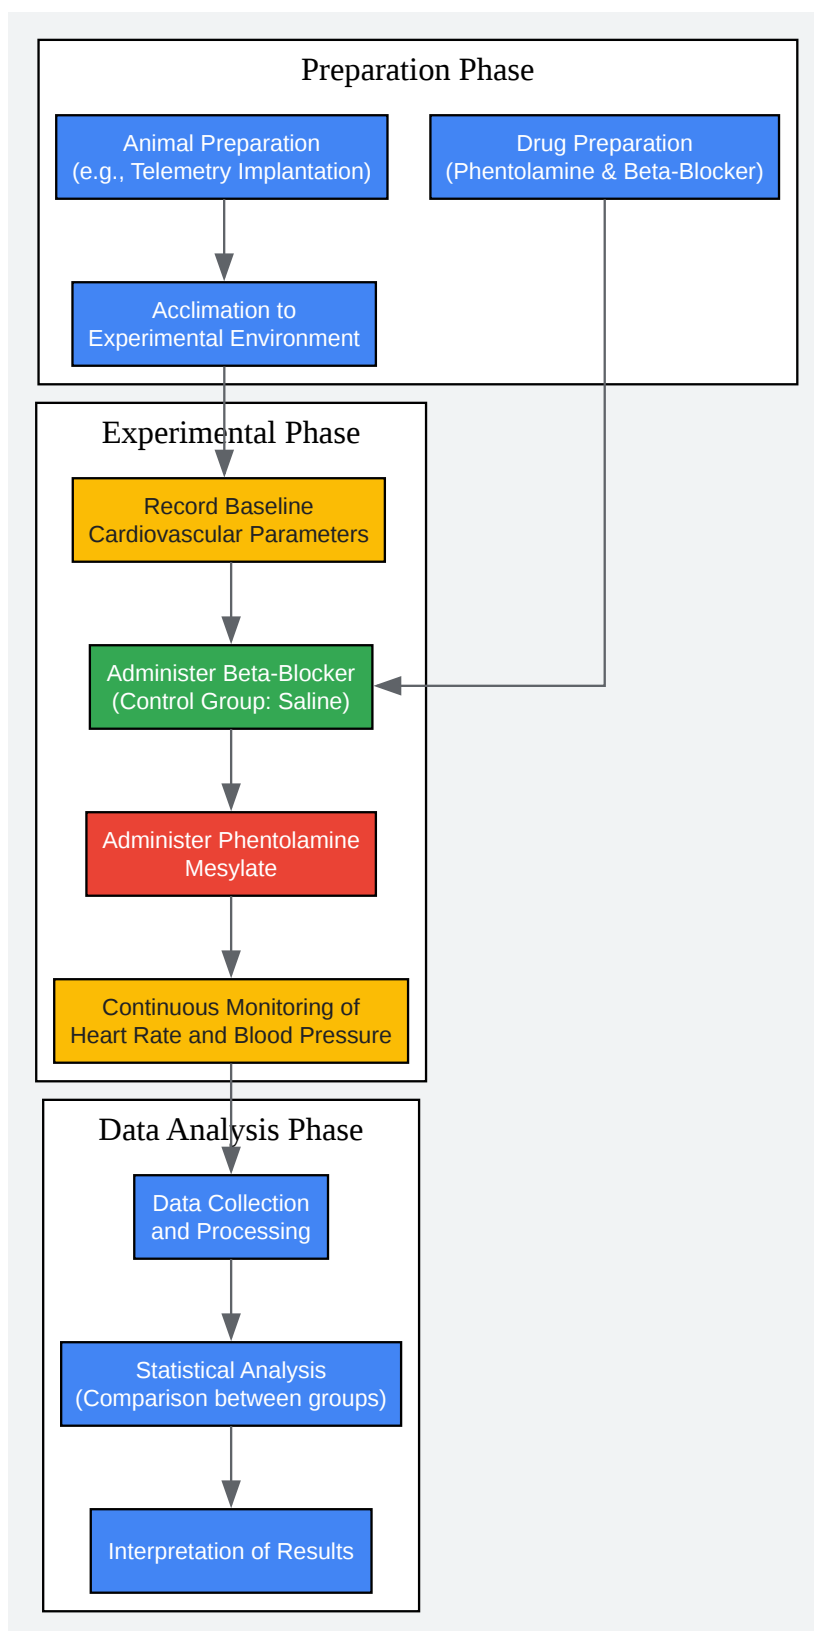 Preparation Phase
Animal Preparation
(e.g., Telemetry Implantation)
Drug Preparation
(Phentolamine & Beta-Blocker)
Acclimation to
Experimental Environment
Experimental Phase
Record Baseline
Cardiovascular Parameters
Administer Beta-Blocker
(Control Group: Saline)
Administer Phentolamine
Mesylate
Continuous Monitoring of
Heart Rate and Blood Pressure
Data Analysis Phase
Data Collection
and Processing
Statistical Analysis
(Comparison between groups)
Interpretation of Results